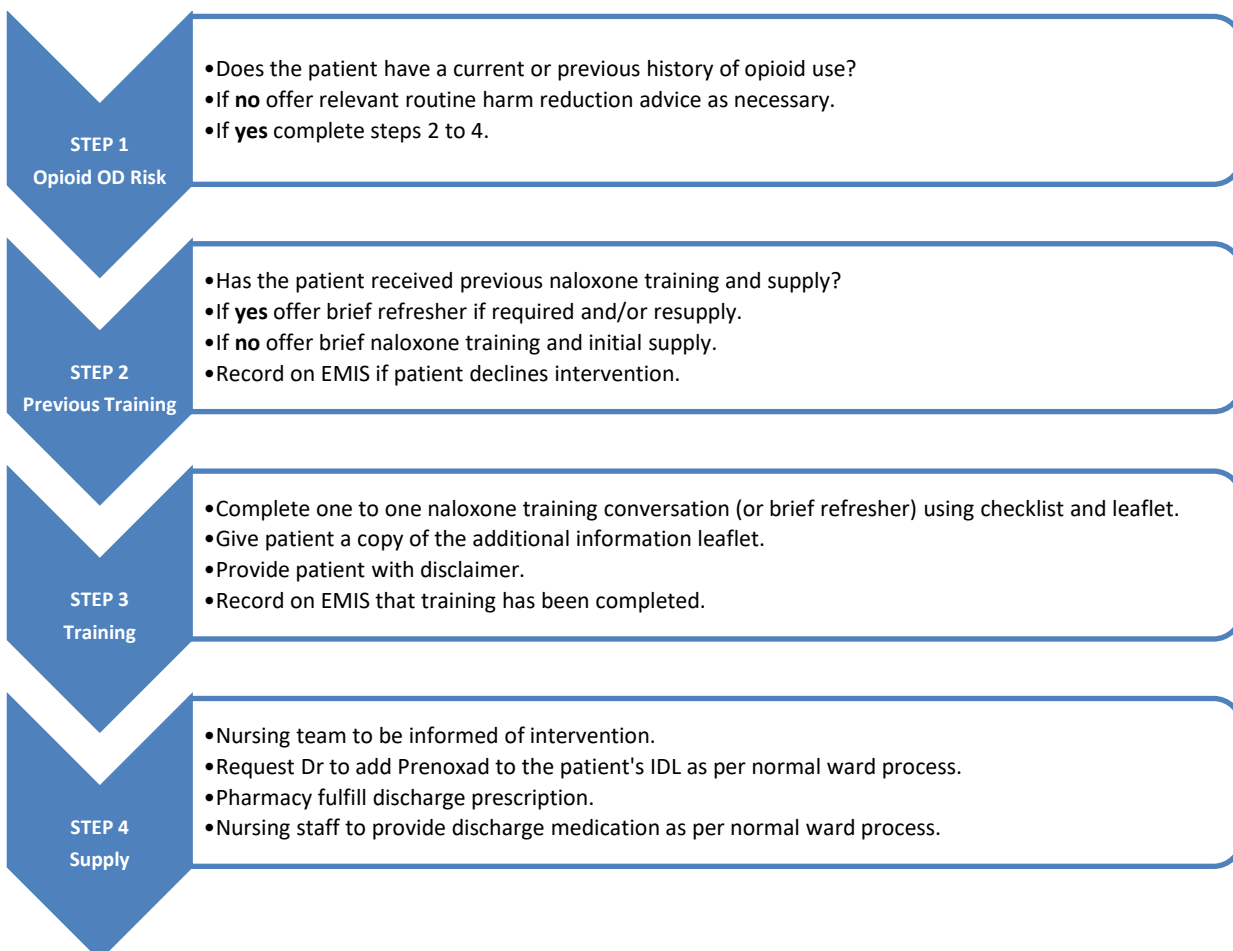 •Does the patient have a current or previous history of opioid use?
•If no offer relevant routine harm reduction advice as necessary.
•If yes complete steps 2 to 4.
STEP 1
Opioid OD Risk
•Has the patient received previous naloxone training and supply?
•If yes offer brief refresher if required and/or resupply.
•If no offer brief naloxone training and initial supply.
•Record on EMIS if patient declines intervention.
STEP 2
Previous Training
•Complete one to one naloxone training conversation (or brief refresher) using checklist and leaflet.
•Give patient a copy of the additional information leaflet.
•Provide patient with disclaimer.
•Record on EMIS that training has been completed.
STEP 3
Training
•Nursing team to be informed of intervention.
•Request Dr to add Prenoxad to the patient's IDL as per normal ward process.
•Pharmacy fulfill discharge prescription.
•Nursing staff to provide discharge medication as per normal ward process.
STEP 4
Supply